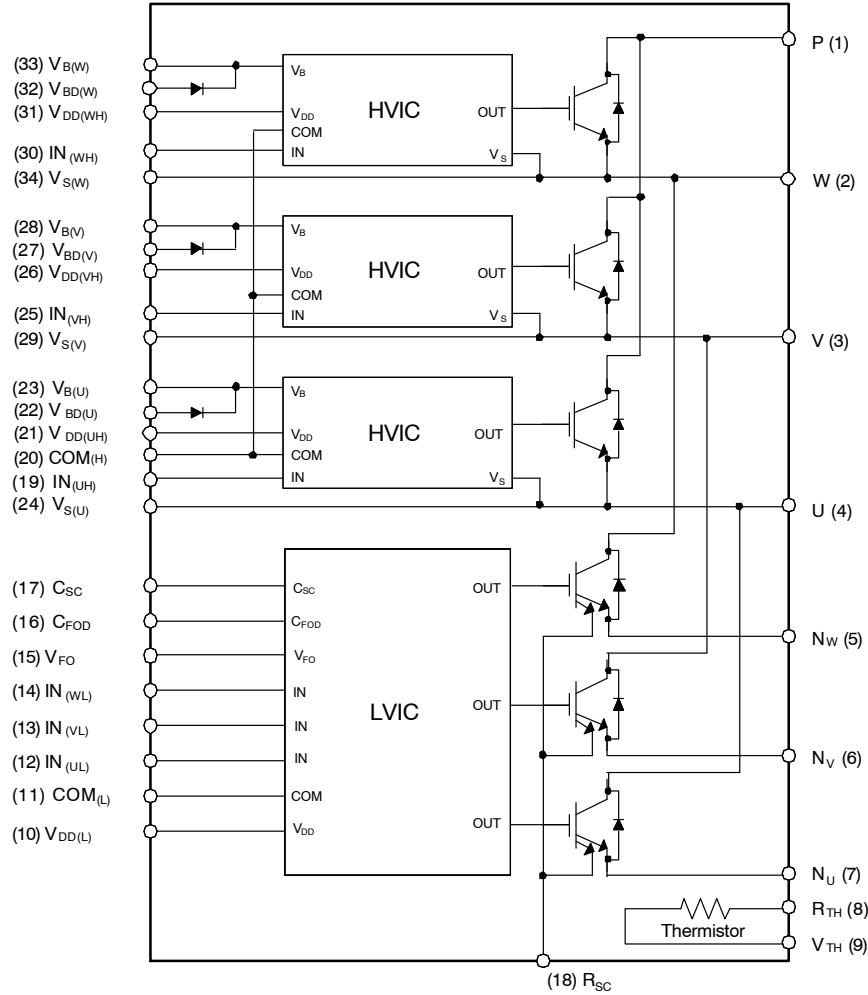 P (1)
(33) VB(W)
(32) VBD(W)
(31) VDD(WH)
(30) IN(WH)
(34) VS(W)
VB
VDD
COM
IN
HVIC
OUT
VS
W (2)
(28) VB(V)
(27) VBD(V)
(26) VDD(VH)
(25) IN(VH)
(29) VS(V)
VB
VDD
COM
IN
HVIC
OUT
VS
V (3)
(23) VB(U)
(22) VBD(U)
(21) VDD(UH)
(20) COM(H)
(19) IN(UH)
(24) VS(U)
VB
VDD
COM
IN
HVIC
OUT
VS
U (4)
(17) CSC
(16) CFOD
(15) VFO
(14) IN(WL)
(13) IN(VL)
(12) IN(UL)
(11) COM(L)
(10) VDD(L)
CSC
CFOD
VFO
IN
IN
IN
COM
VDD
LVIC
OUT
OUT
OUT
NW (5)
NV (6)
NU (7)
RTH (8)
Thermistor
VTH (9)
(18) RSC